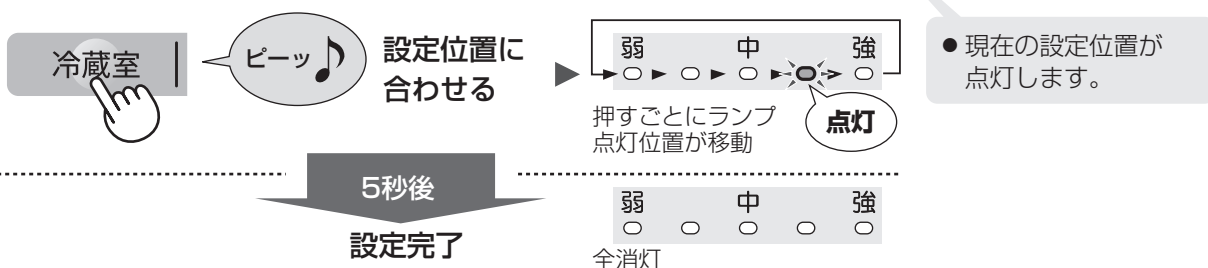 冷蔵室
ピーッ♪
設定位置に
合わせる
弱 中 強
押すごとにランプ
点灯位置が移動
点灯
● 現在の設定位置が
点灯します。
5秒後
設定完了
弱 中 強
全消灯